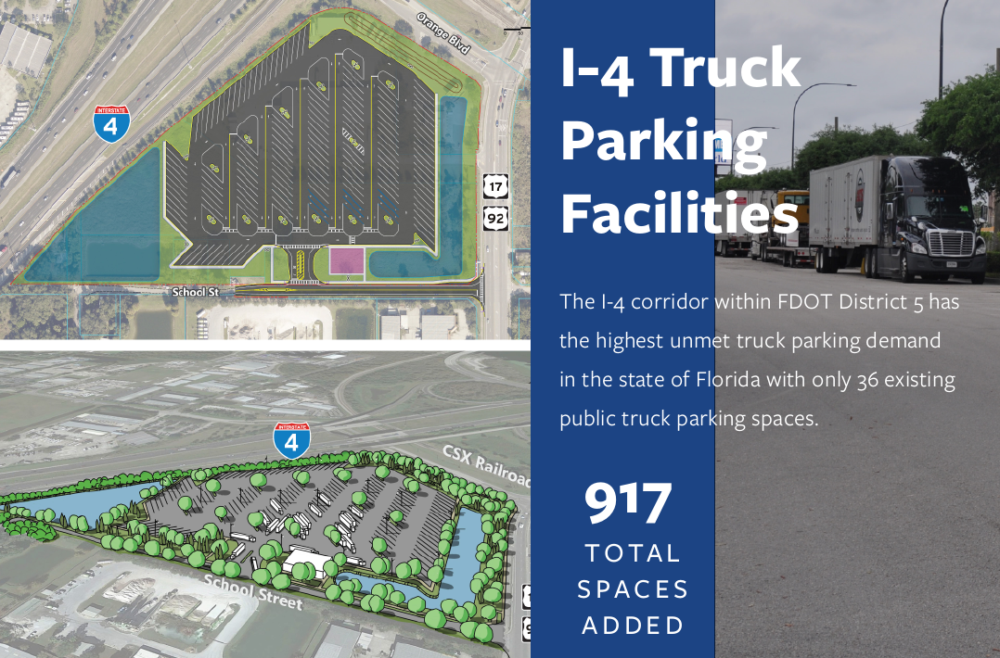 Orange Blvd
INTERSTATE
4
17
92
School St
INTERSTATE
4
CSX Railroad
School Street
I-4 Truck
Parking
Facilities
The I-4 corridor within FDOT District 5 has
the highest unmet truck parking demand
in the state of Florida with only 36 existing
public truck parking spaces.
917
TOTAL
SPACES
ADDED